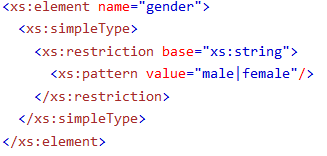 <xs:element name="gender">
  <xs:simpleType>
    <xs:restriction base="xs:string">
      <xs:pattern value="male|female"/>
    </xs:restriction>
  </xs:simpleType>
</xs:element>